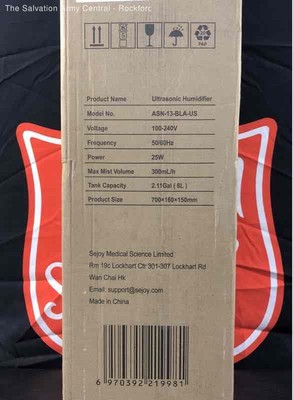 The Salvation Army Central - Rockford
PAP
Product Name Ultrasonic Humidifier
Model No. ASN-13-BLA-US
Voltage 100-240V
Frequency 50/60Hz
Power 25W
Max Mist Volume 300mL/h
Tank Capacity 2.11Gal ( 8L )
Product Size 700×160×150mm
Sejoy Medical Science Limited
Rm 19c Lockhart Ctr 301-307 Lockhart Rd
Wan Chai Hk
Email: support@sejoy.com
Made in China
6 970392 219981